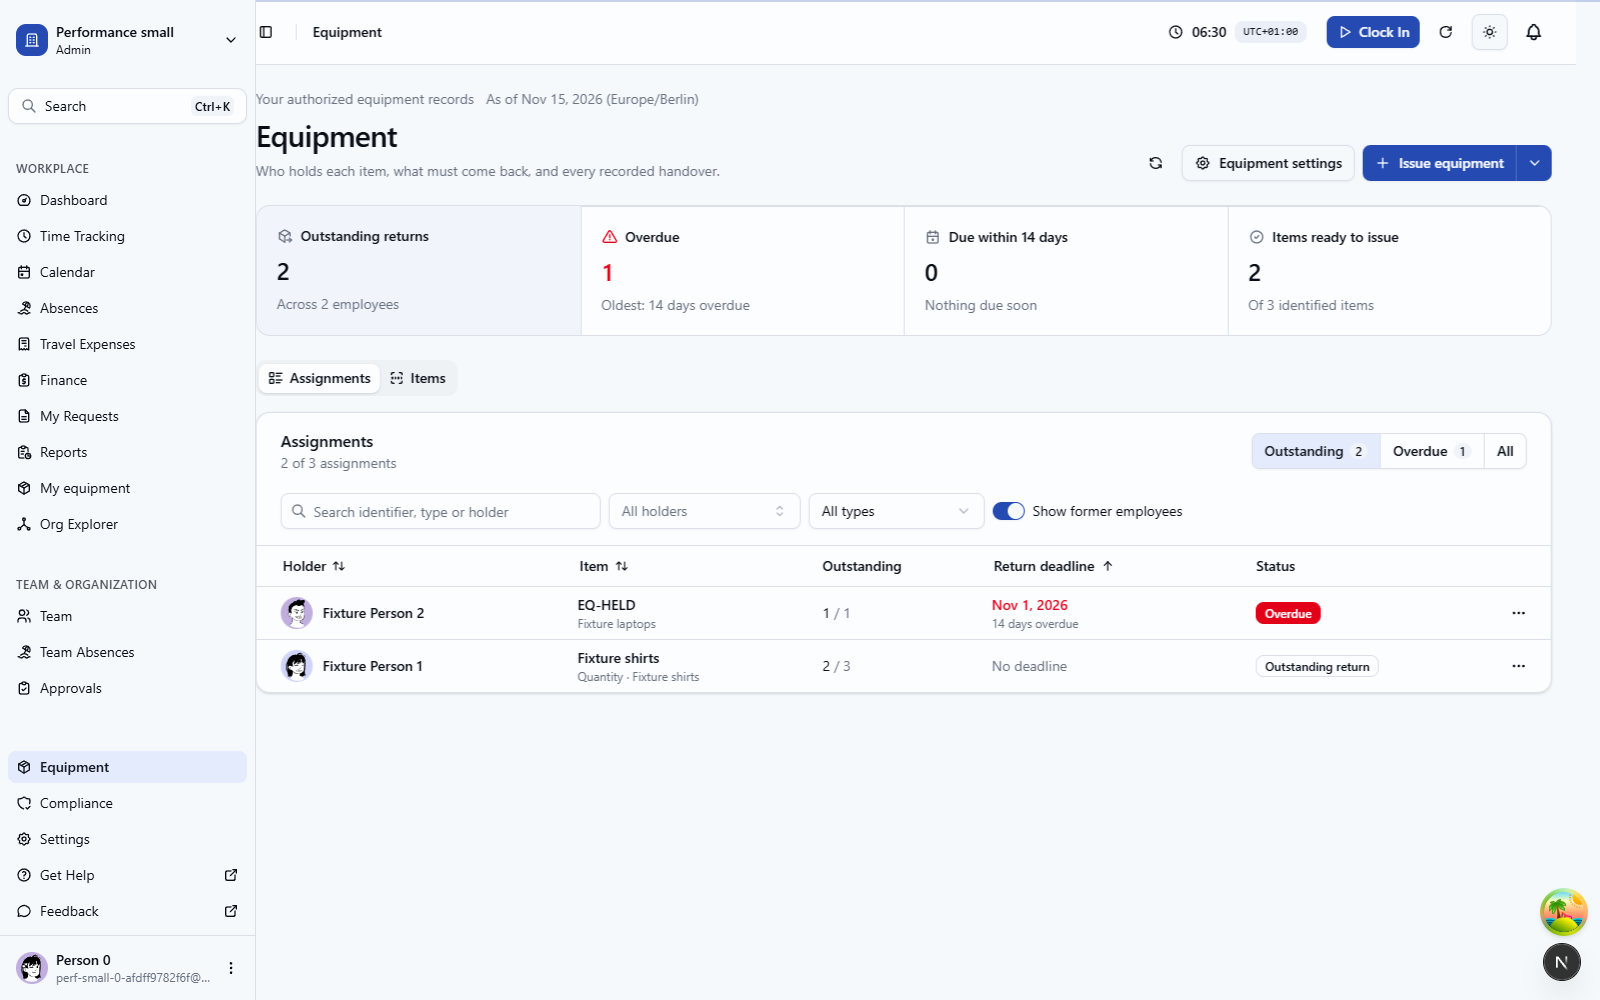 Performance small
Admin
Search
Ctrl+K
WORKPLACE
Dashboard
Time Tracking
Calendar
Absences
Travel Expenses
Finance
My Requests
Reports
My equipment
Org Explorer
TEAM & ORGANIZATION
Team
Team Absences
Approvals
Equipment
Compliance
Settings
Get Help
Feedback
Person 0
perf-small-0-afdff9782f6f@...
Equipment
06:30
UTC+01:00
Clock In
Your authorized equipment records As of Nov 15, 2026 (Europe/Berlin)
Equipment
Who holds each item, what must come back, and every recorded handover.
Equipment settings
Issue equipment
Outstanding returns
2
Across 2 employees
Overdue
1
Oldest: 14 days overdue
Due within 14 days
0
Nothing due soon
Items ready to issue
2
Of 3 identified items
Assignments
Items
Assignments
2 of 3 assignments
Outstanding 2
Overdue 1
All
Search identifier, type or holder
All holders
All types
Show former employees
Holder
Item
Outstanding
Return deadline
Status
Fixture Person 2
EQ-HELD
Fixture laptops
1 / 1
Nov 1, 2026
14 days overdue
Overdue
Fixture Person 1
Fixture shirts
Quantity · Fixture shirts
2 / 3
No deadline
Outstanding return
N